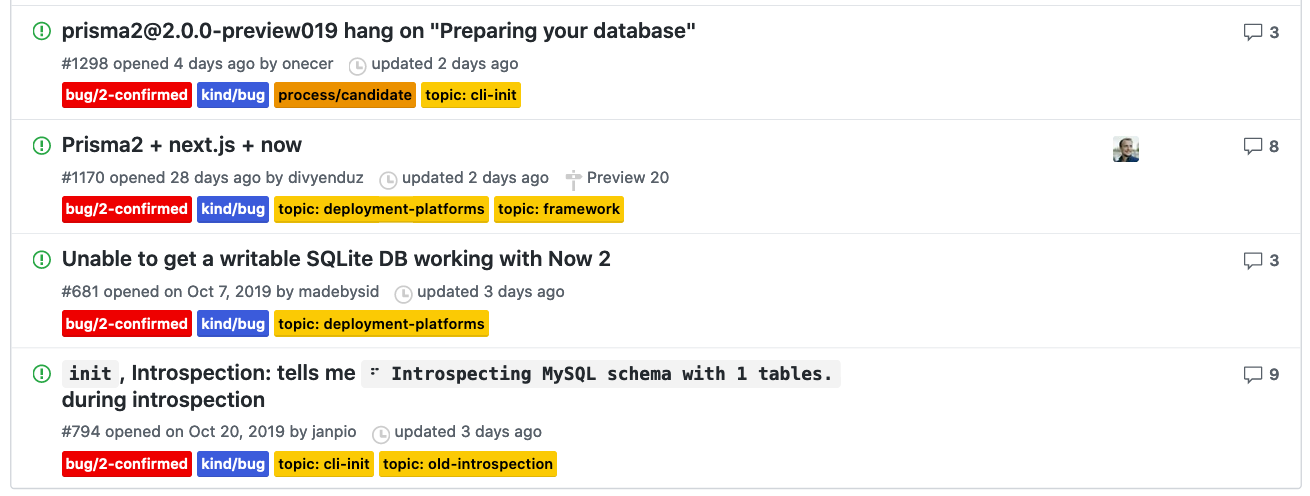 prisma2@2.0.0-preview019 hang on "Preparing your database" 3
#1298 opened 4 days ago by onecer updated 2 days ago
bug/2-confirmed kind/bug process/candidate topic: cli-init
Prisma2 + next.js + now 8
#1170 opened 28 days ago by divyenduz updated 2 days ago Preview 20
bug/2-confirmed kind/bug topic: deployment-platforms topic: framework
Unable to get a writable SQLite DB working with Now 2 3
#681 opened on Oct 7, 2019 by madebysid updated 3 days ago
bug/2-confirmed kind/bug topic: deployment-platforms
init , Introspection: tells me ⠋ Introspecting MySQL schema with 1 tables. 9
during introspection
#794 opened on Oct 20, 2019 by janpio updated 3 days ago
bug/2-confirmed kind/bug topic: cli-init topic: old-introspection